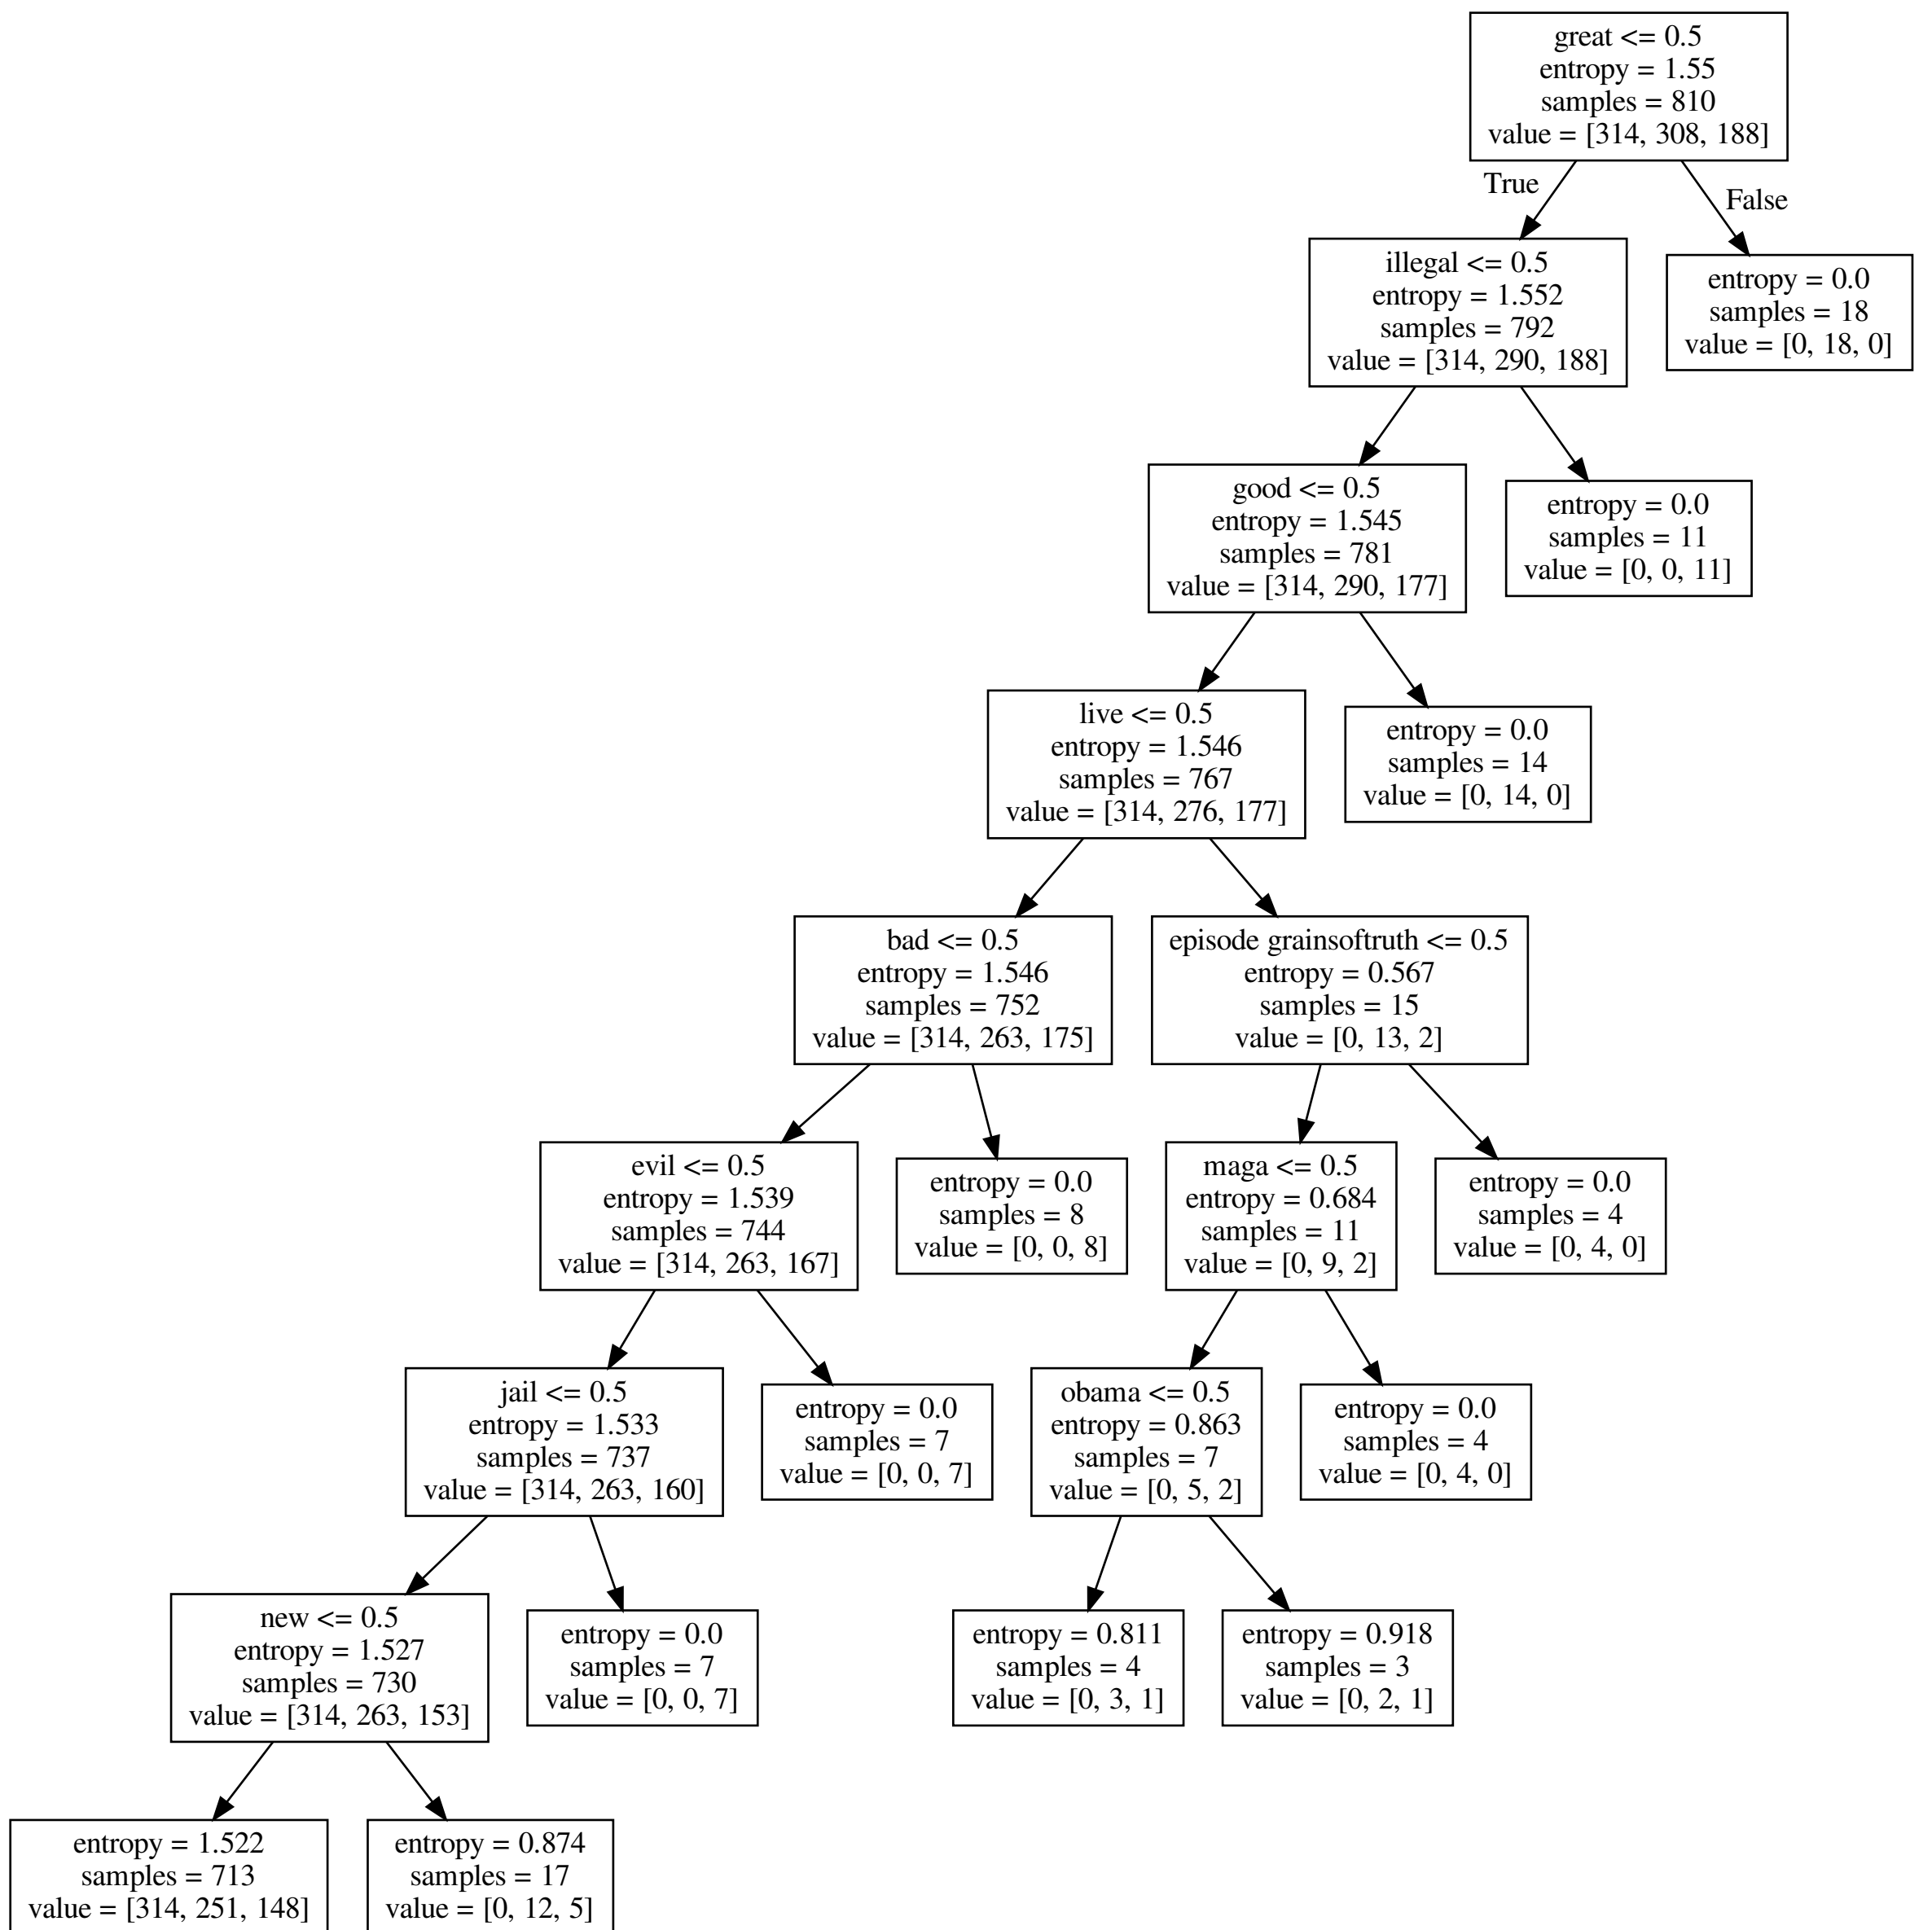 great <= 0.5
entropy = 1.55
samples = 810
value = [314, 308, 188]
True
False
illegal <= 0.5
entropy = 1.552
samples = 792
value = [314, 290, 188]
entropy = 0.0
samples = 18
value = [0, 18, 0]
good <= 0.5
entropy = 1.545
samples = 781
value = [314, 290, 177]
entropy = 0.0
samples = 11
value = [0, 0, 11]
live <= 0.5
entropy = 1.546
samples = 767
value = [314, 276, 177]
entropy = 0.0
samples = 14
value = [0, 14, 0]
bad <= 0.5
entropy = 1.546
samples = 752
value = [314, 263, 175]
episode grainsoftruth <= 0.5
entropy = 0.567
samples = 15
value = [0, 13, 2]
evil <= 0.5
entropy = 1.539
samples = 744
value = [314, 263, 167]
entropy = 0.0
samples = 8
value = [0, 0, 8]
maga <= 0.5
entropy = 0.684
samples = 11
value = [0, 9, 2]
entropy = 0.0
samples = 4
value = [0, 4, 0]
jail <= 0.5
entropy = 1.533
samples = 737
value = [314, 263, 160]
entropy = 0.0
samples = 7
value = [0, 0, 7]
obama <= 0.5
entropy = 0.863
samples = 7
value = [0, 5, 2]
entropy = 0.0
samples = 4
value = [0, 4, 0]
new <= 0.5
entropy = 1.527
samples = 730
value = [314, 263, 153]
entropy = 0.0
samples = 7
value = [0, 0, 7]
entropy = 0.811
samples = 4
value = [0, 3, 1]
entropy = 0.918
samples = 3
value = [0, 2, 1]
entropy = 1.522
samples = 713
value = [314, 251, 148]
entropy = 0.874
samples = 17
value = [0, 12, 5]